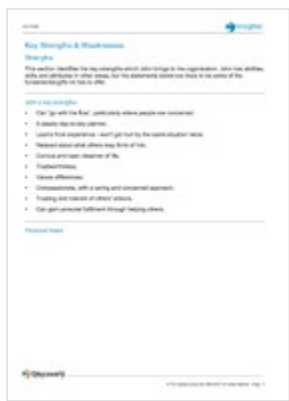 insights
Key Strengths & Weaknesses
Strengths
This section identifies the key strengths which John brings to the organisation. John has abilities,
skills and attributes in other areas, but the statements below are likely to be some of the
fundamental gifts he has to offer.
John's key strengths:
• Can "go with the flow", particularly where people are concerned.
• A steady day-to-day planner.
• Learns from experience - won't get hurt by the same situation twice.
• Relaxed about what others may think of him.
• Curious and keen observer of life.
• Trustworthiness.
• Values differences.
• Compassionate, with a caring and concerned approach.
• Trusting and tolerant of others' actions.
• Can gain personal fulfilment through helping others.
Personal Notes
Discovery